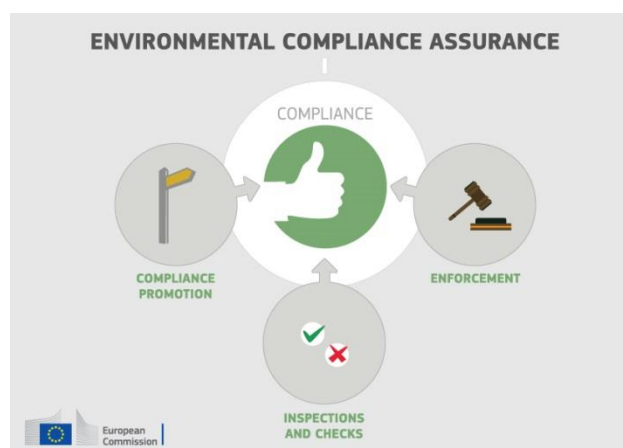 ENVIRONMENTAL COMPLIANCE ASSURANCE
COMPLIANCE
COMPLIANCE
PROMOTION
ENFORCEMENT
INSPECTIONS
AND CHECKS
European
Commission